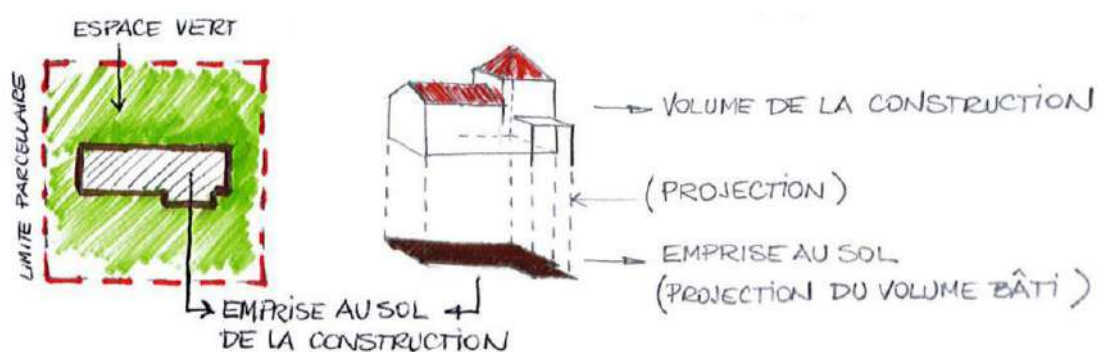 ESPACE VERT
LIMITE PARCELLAIRE
EMPRISE AU SOL
DE LA CONSTRUCTION
VOLUME DE LA CONSTRUCTION
(PROJECTION)
EMPRISE AU SOL
(PROJECTION DU VOLUME BÂTI)